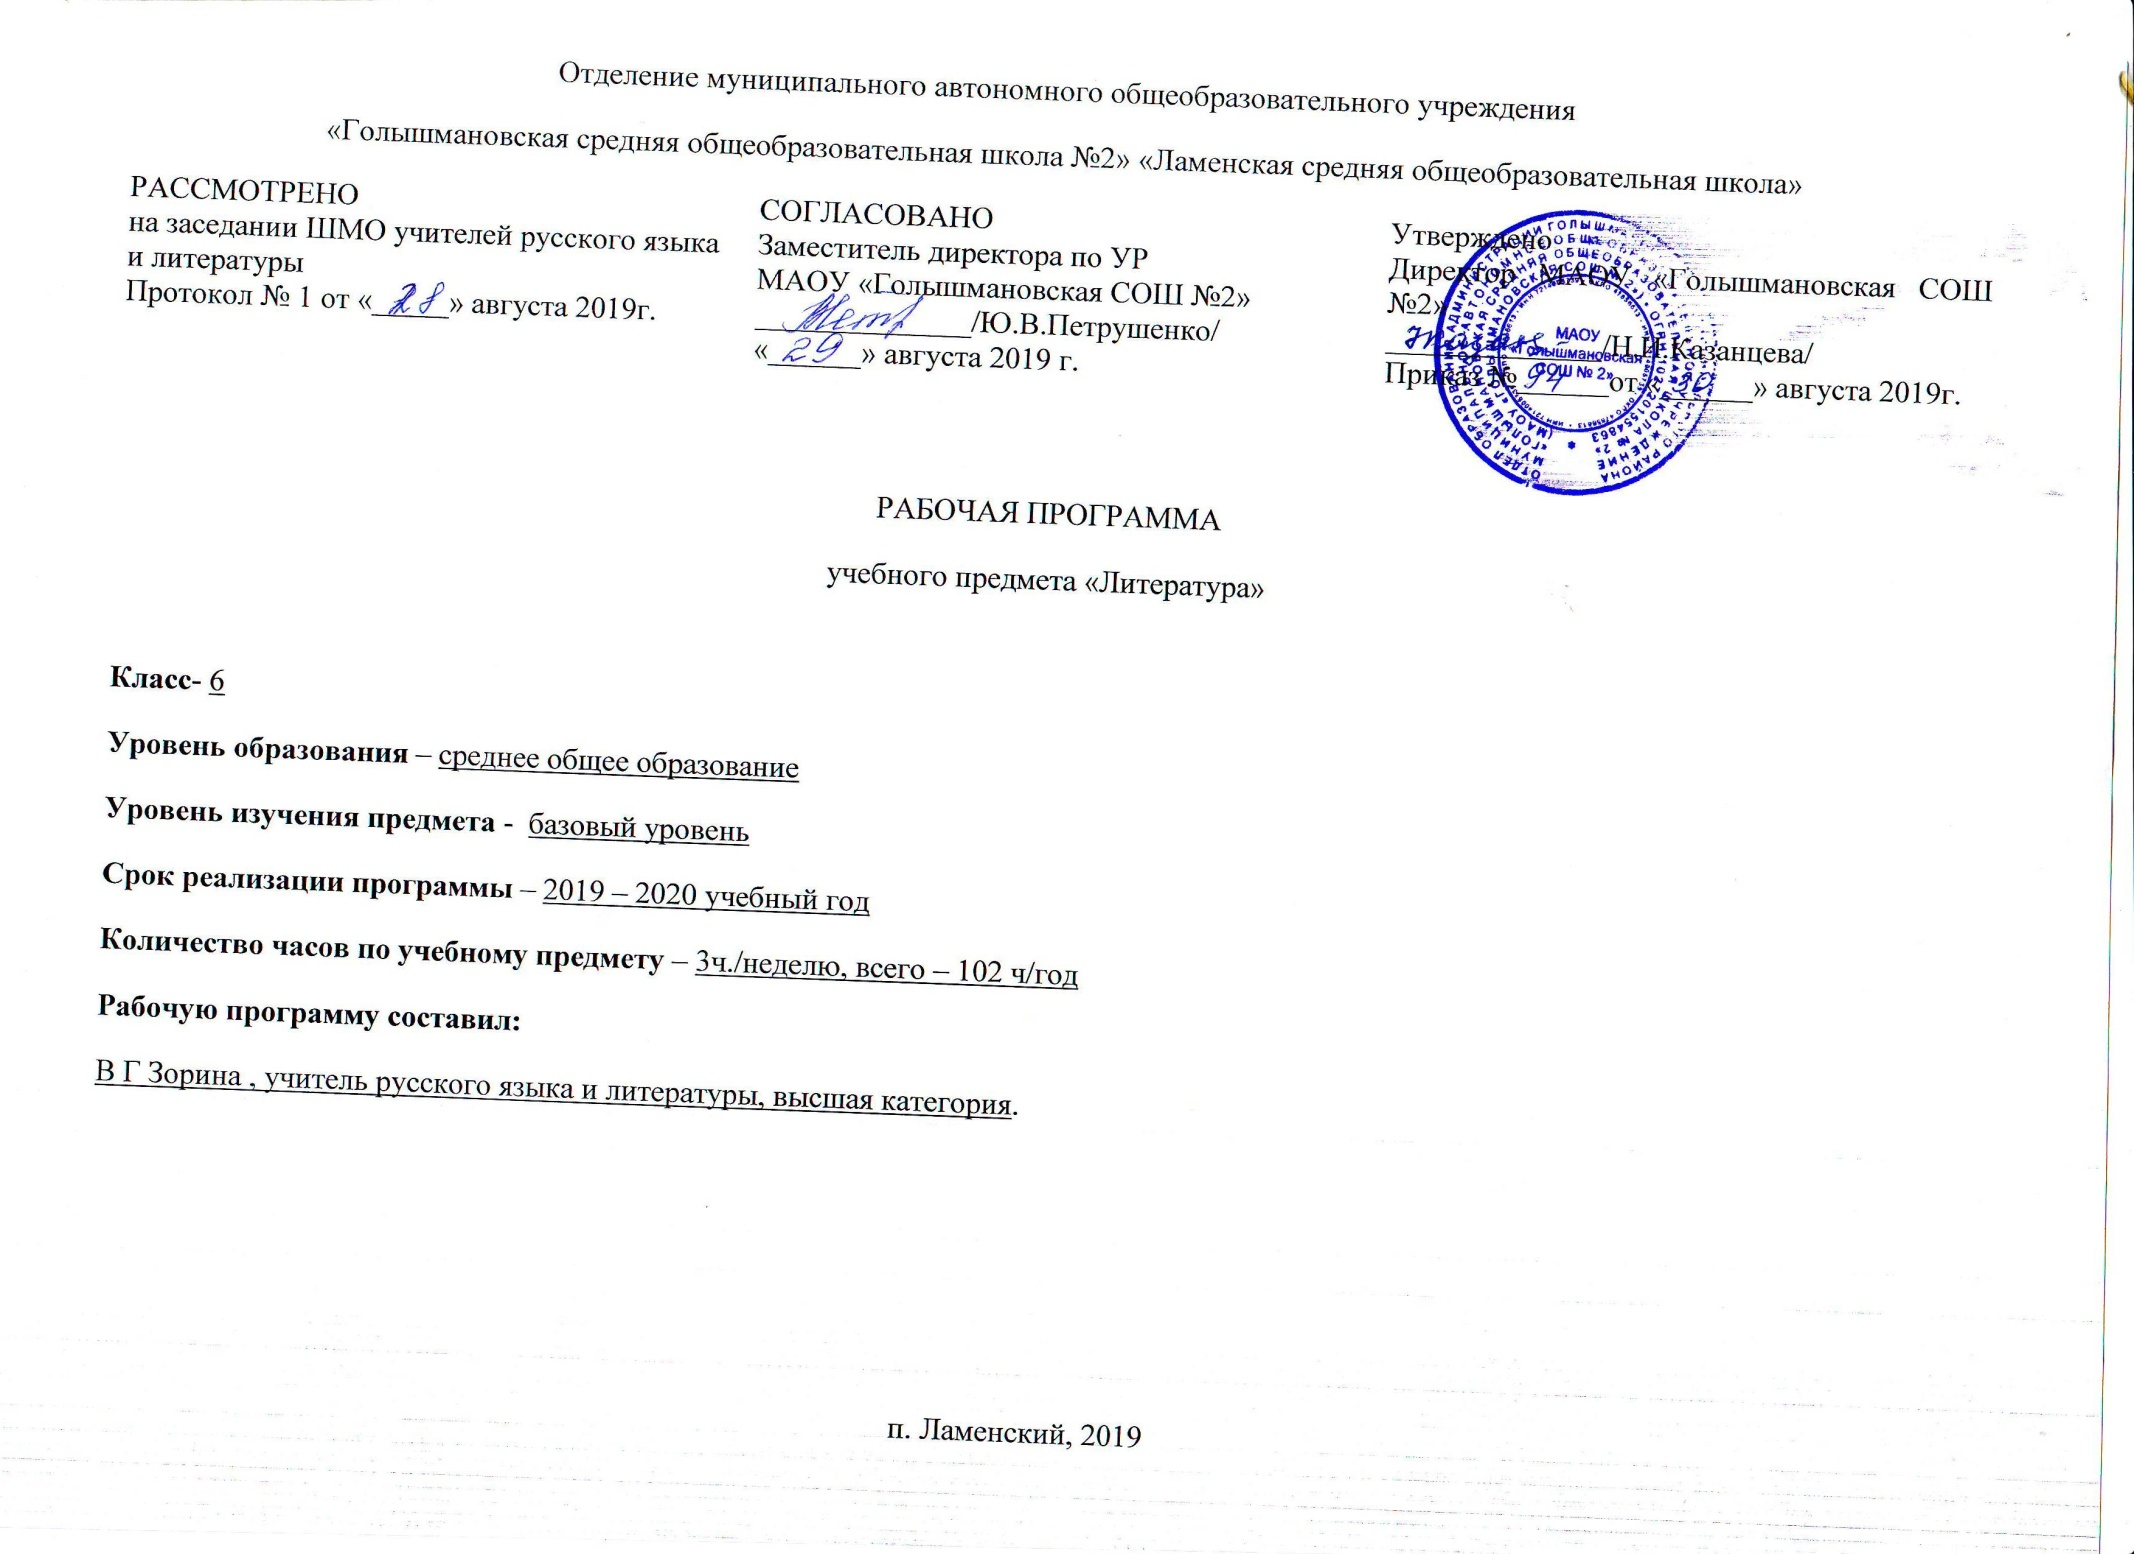 Отделение муниципального автономного общеобразовательного учреждения
«Голышмановская средняя общеобразовательная школа №2» «Ламенская средняя общеобразовательная школа»
РАССМОТРЕНО
на заседании ШМО учителей русского языка
и литературы
Протокол № 1 от «28» августа 2019г.
СОГЛАСОВАНО
Заместитель директора по УР
МАОУ «Голышмановская СОШ №2»
/Ю.В.Петрушенко/
«29» августа 2019 г.
Утверждено
Директор МАОУ «Голышмановская СОШ
№2»
/Н.Н.Казанцева/
Приказ № 94 от «30» августа 2019г.
МАОУ
«Голышмановская
СОШ № 2»
РАБОЧАЯ ПРОГРАММА
учебного предмета «Литература»
Класс- 6
Уровень образования – среднее общее образование
Уровень изучения предмета - базовый уровень
Срок реализации программы – 2019 – 2020 учебный год
Количество часов по учебному предмету – 3ч./неделю, всего – 102 ч/год
Рабочую программу составил:
В Г Зорина , учитель русского языка и литературы, высшая категория.
п. Ламенский, 2019